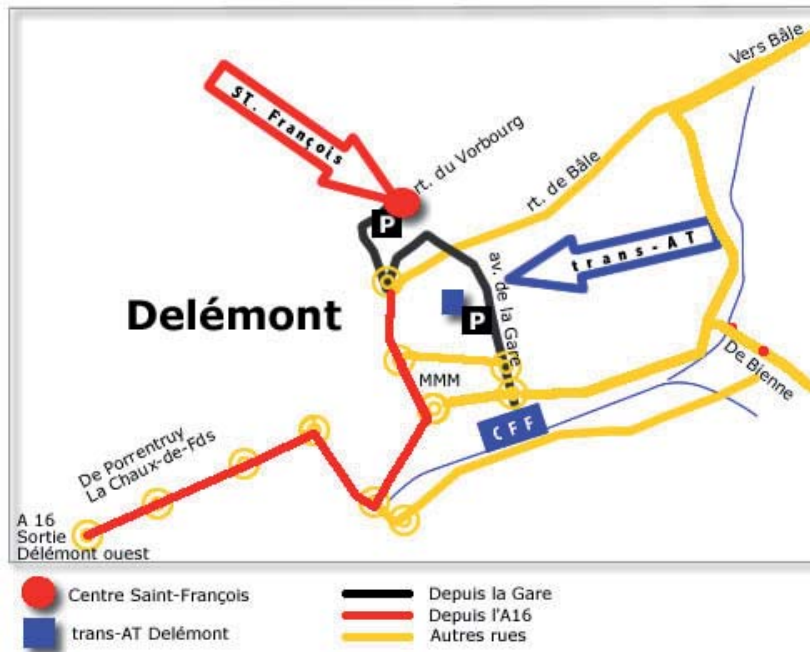 Vers Bâle
ST. François
rt. du Vorbourg
rt. de Bâle
P
trans-AT
av. de la Gare
Delémont
P
De Bienne
MMM
CFF
De Porrentruy
La Chaux-de-Fds
A 16
Sortie
Délémont ouest
Centre Saint-François
trans-AT Delémont
Depuis la Gare
Depuis l'A16
Autres rues